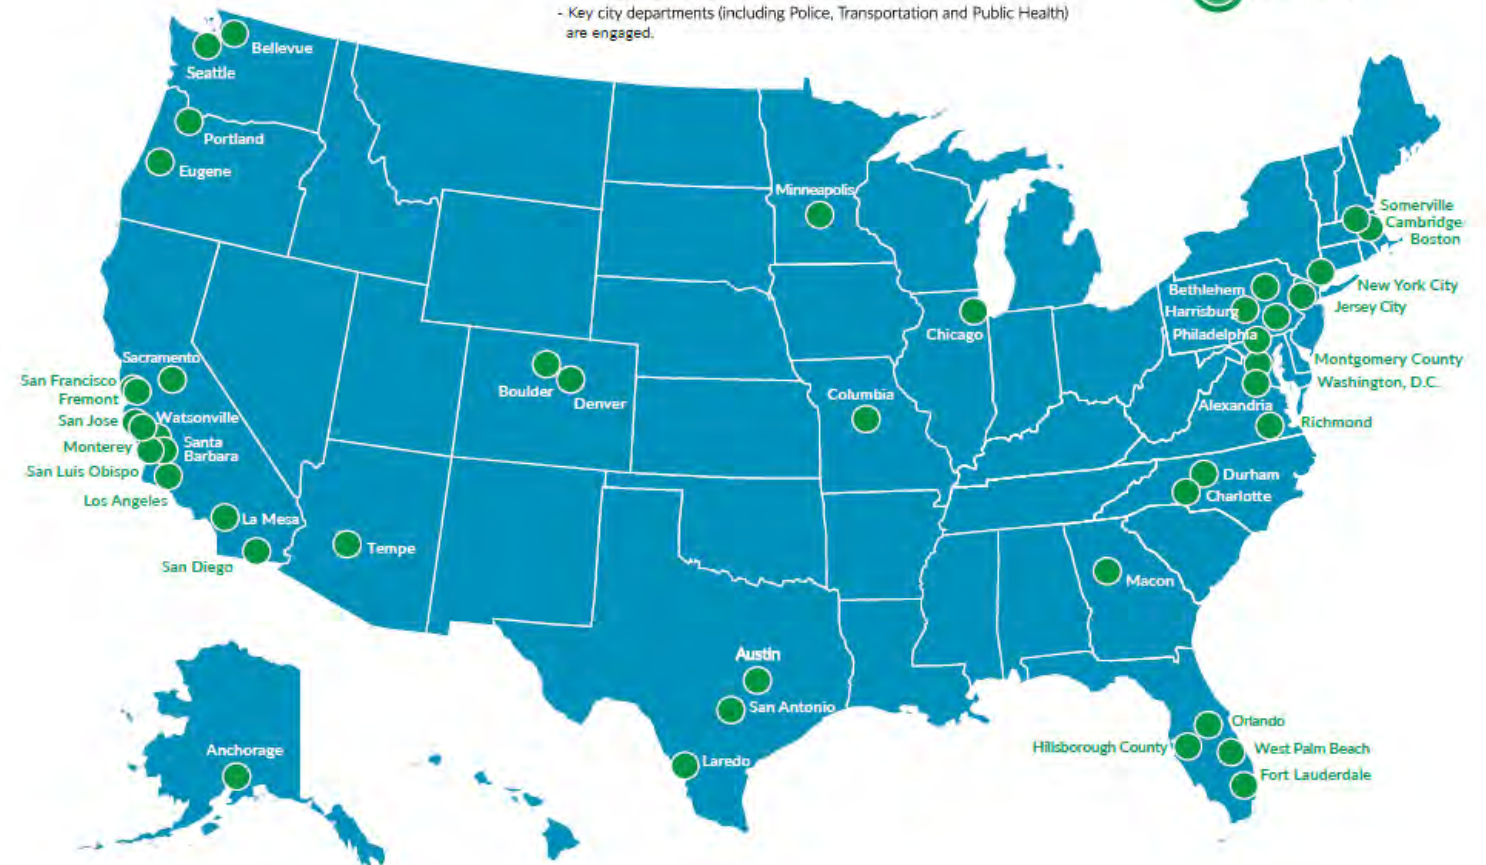 - Key city departments (including Police, Transportation and Public Health)
are engaged.
Bellevue
Seattle
Portland
Eugene
Minneapolis
Somerville
Cambridge
Boston
New York City
Bethlehem
Jersey City
Harrisburg
Chicago
Philadelphia
Sacramento
Montgomery County
San Francisco
Washington, D.C.
Fremont
Boulder
Denver
Columbia
Alexandria
San Jose
Watsonville
Richmond
Monterey
Santa
Barbara
San Luis Obispo
Durham
Charlotte
Los Angeles
La Mesa
Tempe
San Diego
Macon
Austin
San Antonio
Orlando
Hillsborough County
West Palm Beach
Anchorage
Laredo
Fort Lauderdale